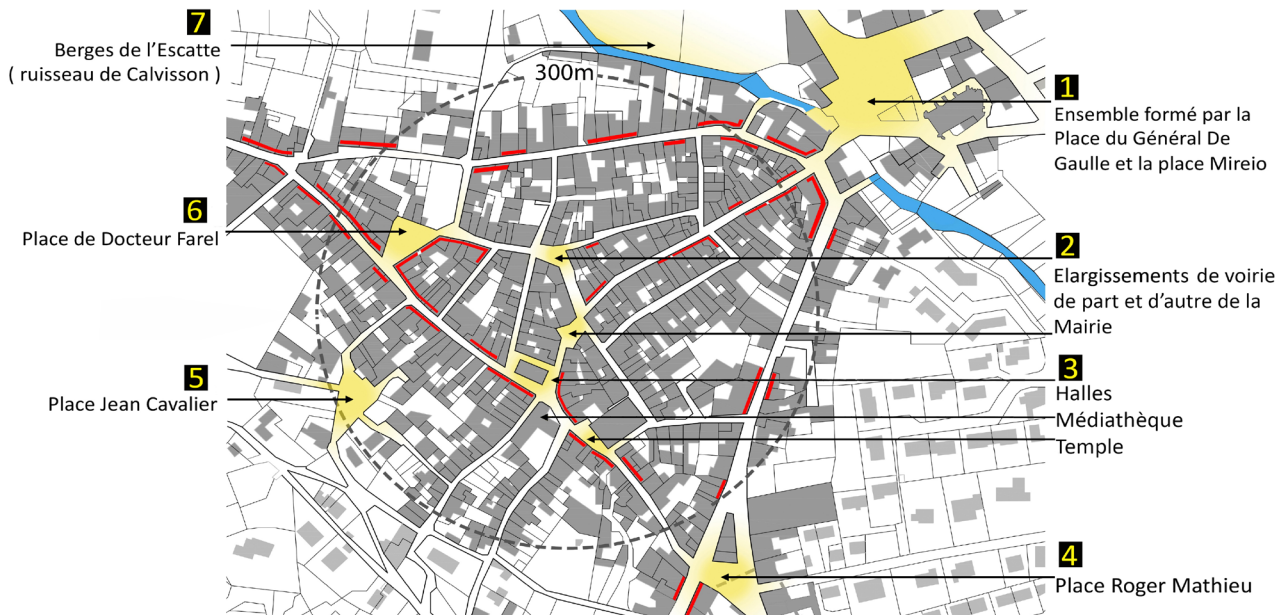 7
Berges de l’Escatte
( ruisseau de Calvisson )
300m
1
Ensemble formé par la
Place du Général De
Gaulle et la place Mireio
6
Place de Docteur Farel
2
Elargissements de voirie
de part et d’autre de la
Mairie
5
Place Jean Cavalier
3
Halles
Médiathèque
Temple
4
Place Roger Mathieu